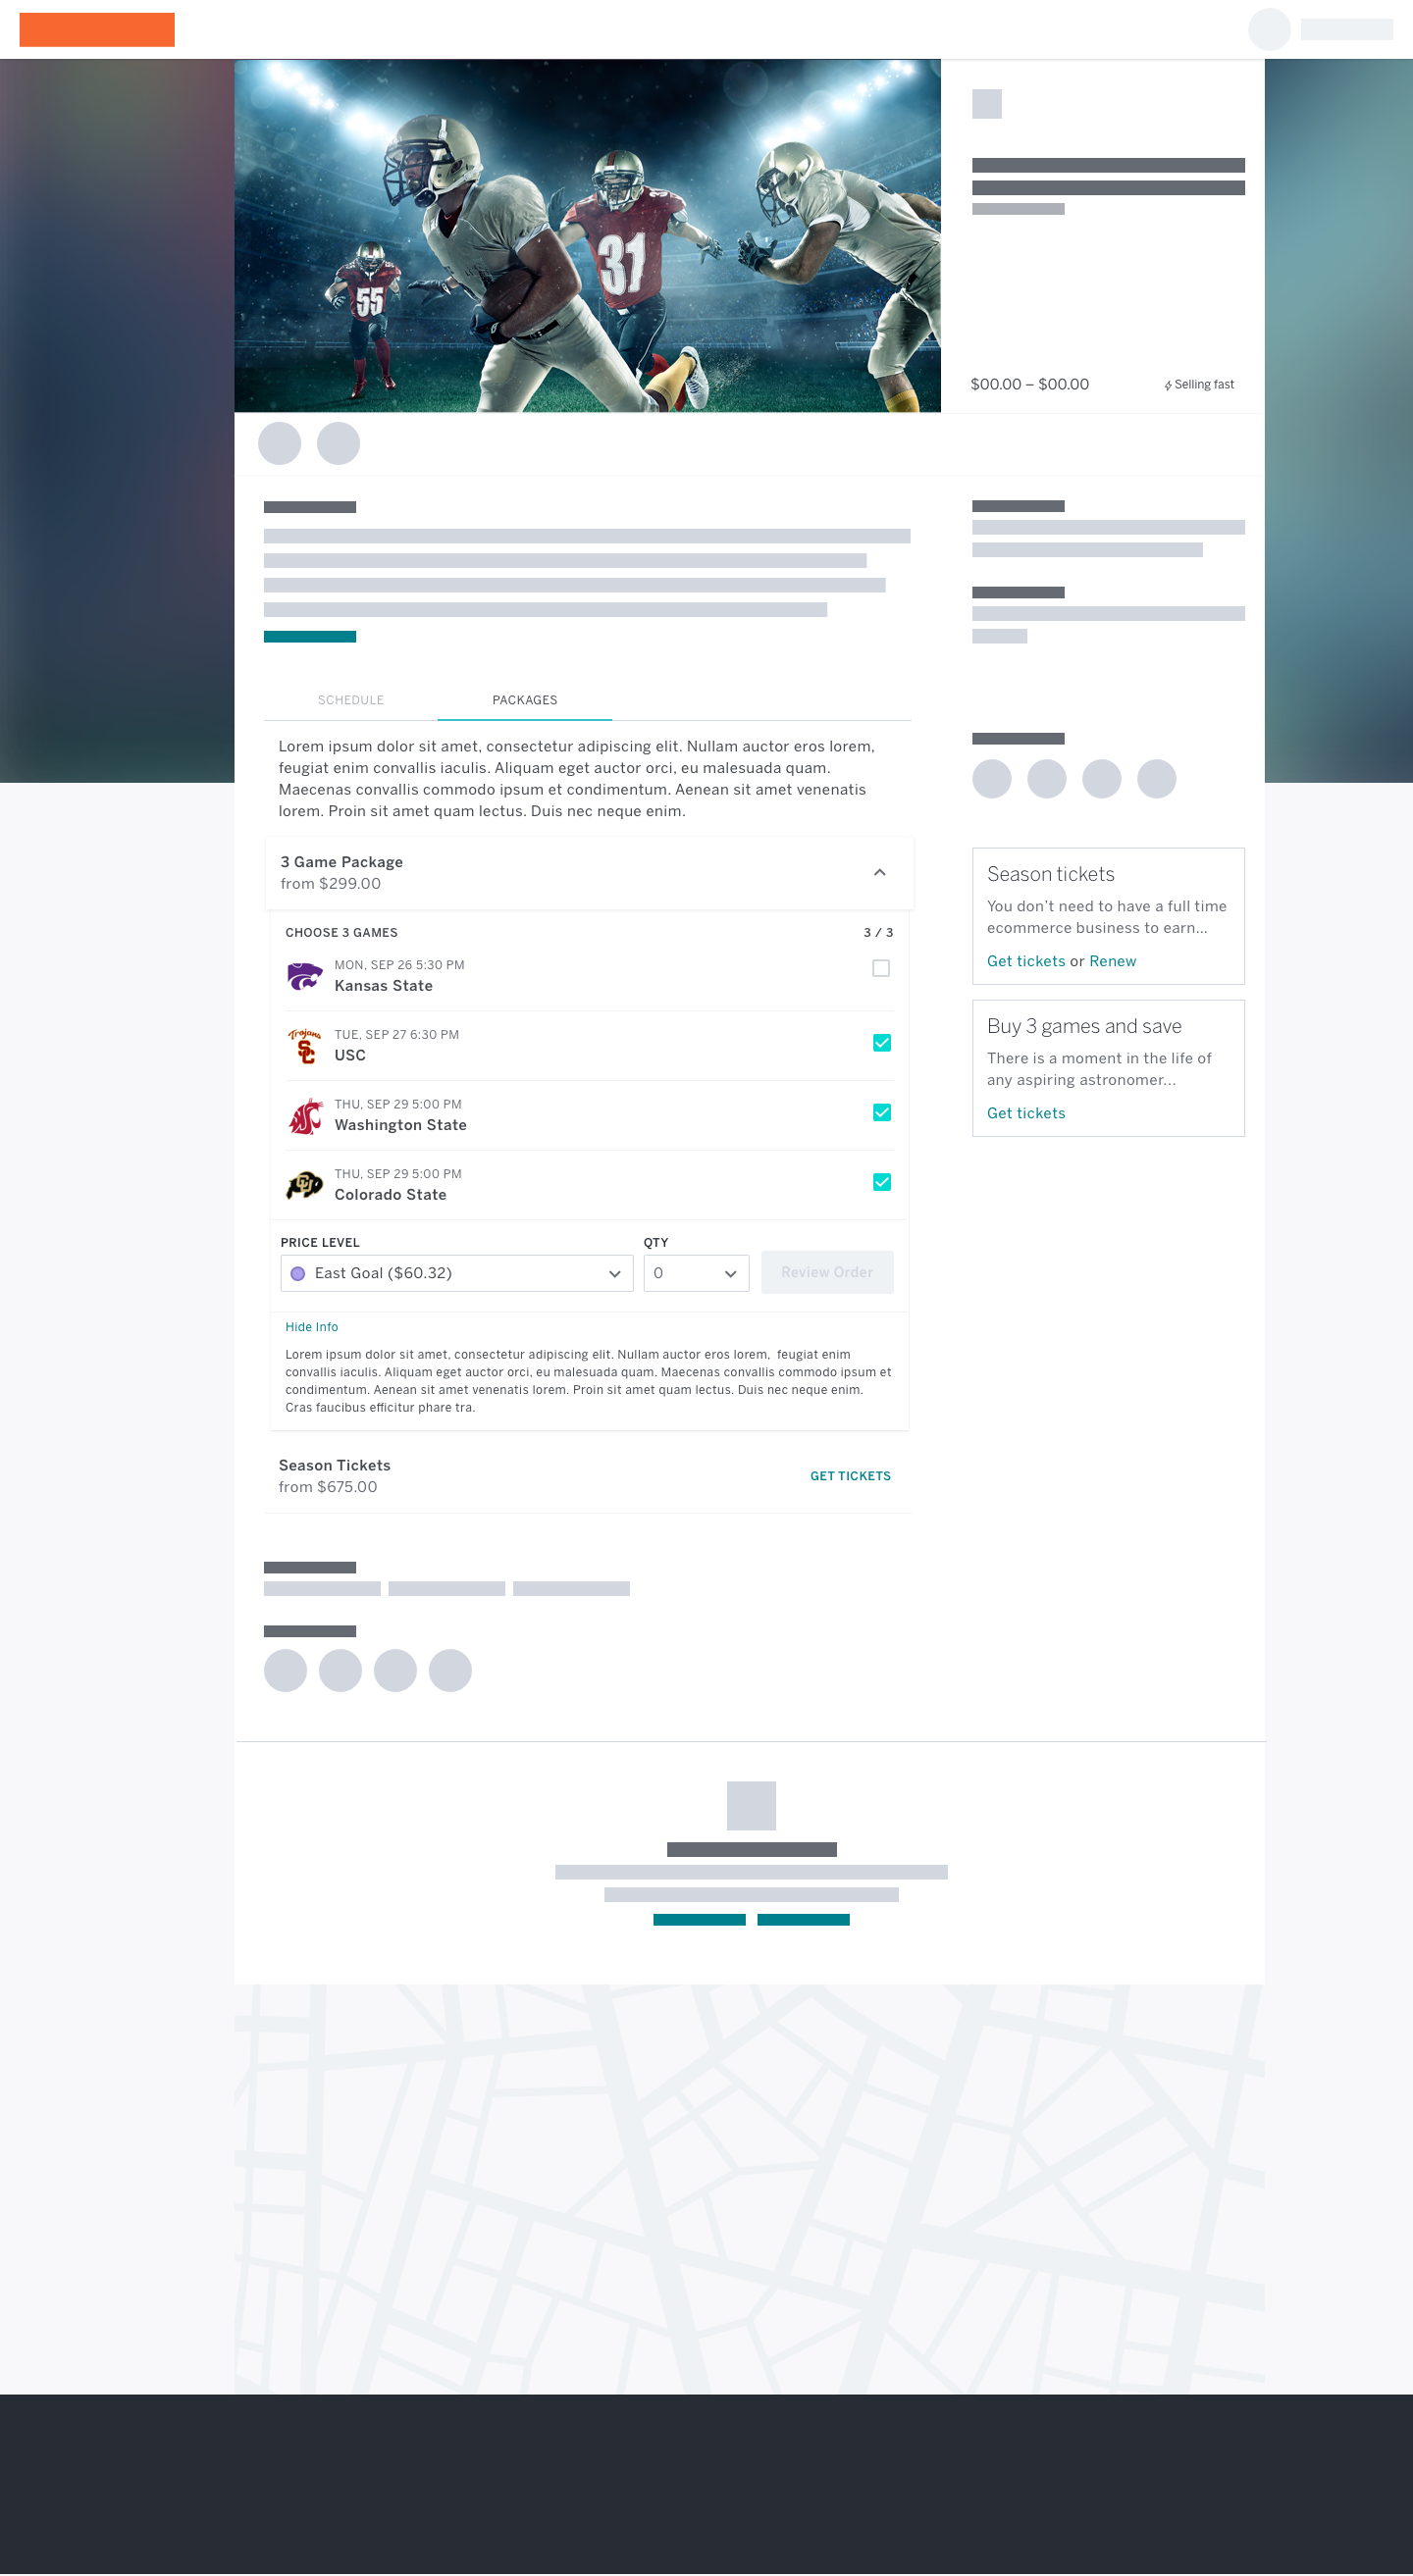 55
31
$00.00 – $00.00
Selling fast
SCHEDULE
PACKAGES
Lorem ipsum dolor sit amet, consectetur adipiscing elit. Nullam auctor eros lorem,
feugiat enim convallis iaculis. Aliquam eget auctor orci, eu malesuada quam.
Maecenas convallis commodo ipsum et condimentum. Aenean sit amet venenatis
lorem. Proin sit amet quam lectus. Duis nec neque enim.
3 Game Package
from $299.00
CHOOSE 3 GAMES
3 / 3
MON, SEP 26 5:30 PM
Kansas State
Trojans
SC
TUE, SEP 27 6:30 PM
USC
THU, SEP 29 5:00 PM
Washington State
CU
THU, SEP 29 5:00 PM
Colorado State
PRICE LEVEL
QTY
East Goal ($60.32)
0
Review Order
Hide Info
Lorem ipsum dolor sit amet, consectetur adipiscing elit. Nullam auctor eros lorem,  feugiat enim
convallis iaculis. Aliquam eget auctor orci, eu malesuada quam. Maecenas convallis commodo ipsum et
condimentum. Aenean sit amet venenatis lorem. Proin sit amet quam lectus. Duis nec neque enim.
Cras faucibus efficitur phare tra.
Season Tickets
from $675.00
GET TICKETS
Season tickets
You don’t need to have a full time
ecommerce business to earn...
Get tickets or Renew
Buy 3 games and save
There is a moment in the life of
any aspiring astronomer…
Get tickets